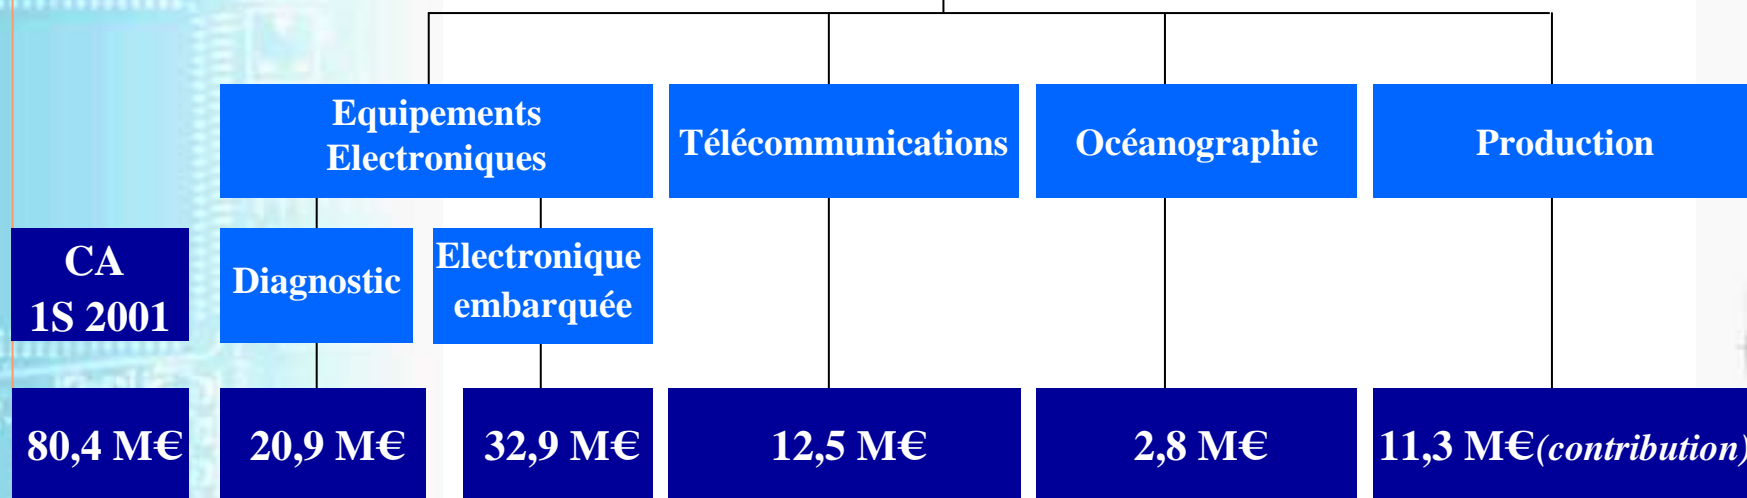 Equipements
Electroniques
Télécommunications
Océanographie
Production
CA
1S 2001
Diagnostic
Electronique
embarquée
80,4 M€
20,9 M€
32,9 M€
12,5 M€
2,8 M€
11,3 M€(contribution)